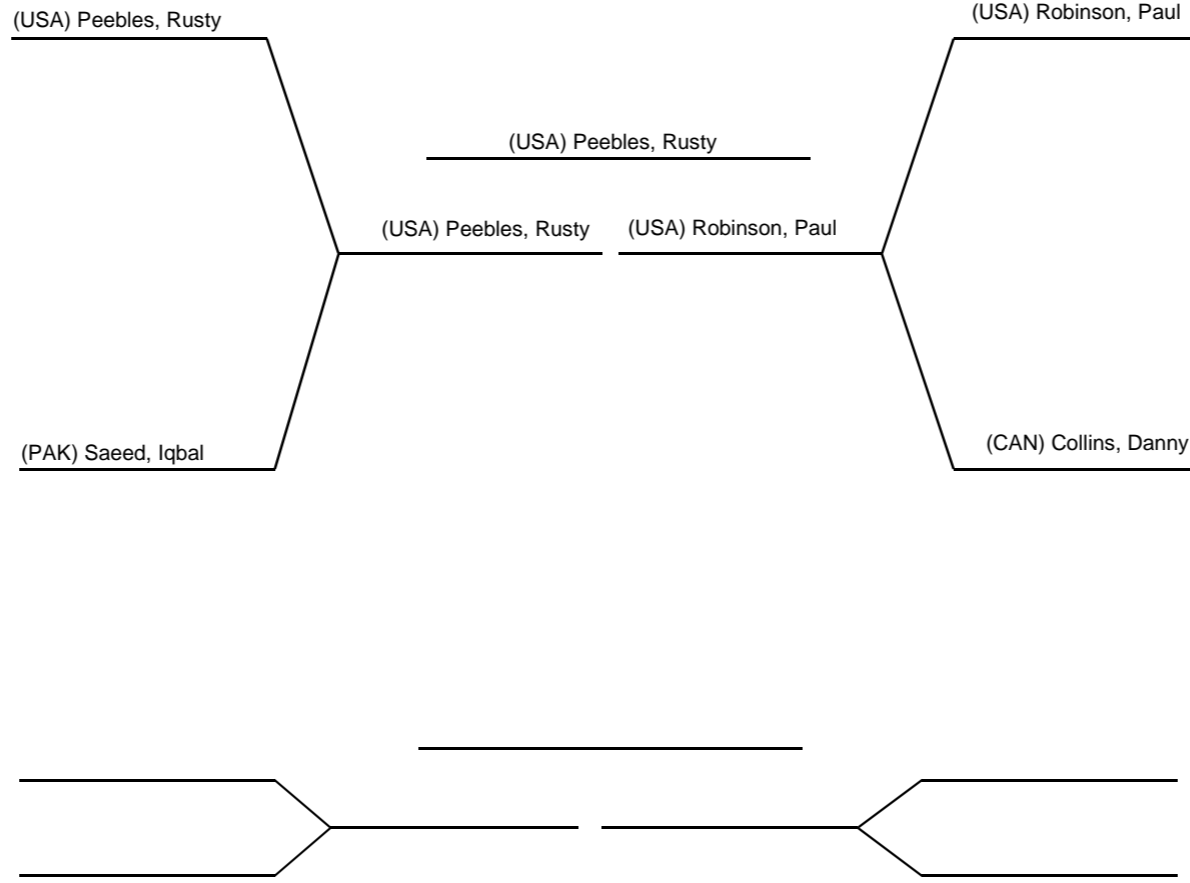 (USA) Peebles, Rusty
(USA) Robinson, Paul
(USA) Peebles, Rusty
(USA) Peebles, Rusty
(USA) Robinson, Paul
(PAK) Saeed, Iqbal
(CAN) Collins, Danny